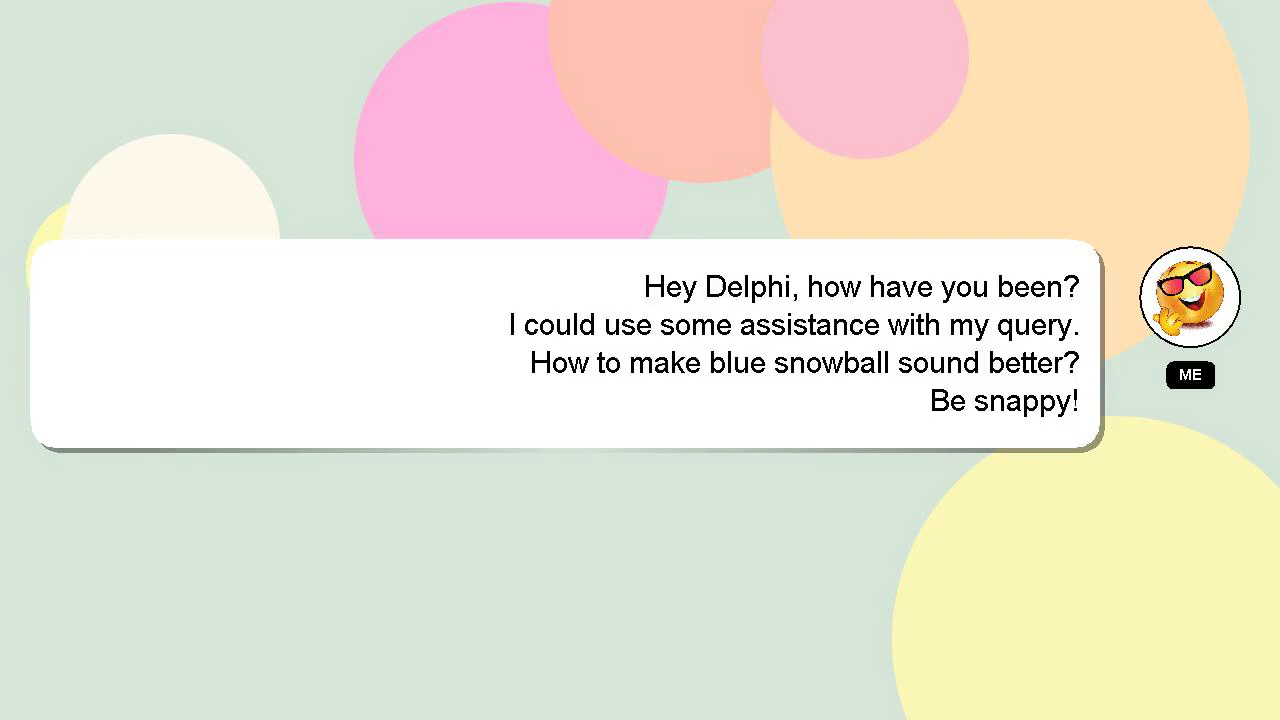 Hey Delphi, how have you been?
I could use some assistance with my query.
How to make blue snowball sound better?
Be snappy!
ME